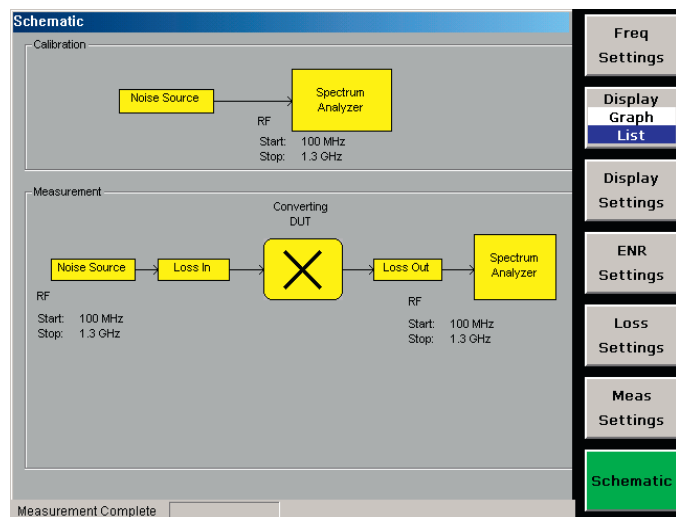 Schematic
Calibration
Noise Source
Spectrum
Analyzer
RF
Start: 100 MHz
Stop: 1.3 GHz
Measurement
Converting
DUT
Noise Source
Loss In
Loss Out
Spectrum
Analyzer
RF
Start: 100 MHz
Stop: 1.3 GHz
RF
Start: 100 MHz
Stop: 1.3 GHz
Measurement Complete
Freq
Settings
Display
Graph
List
Display
Settings
ENR
Settings
Loss
Settings
Meas
Settings
Schematic